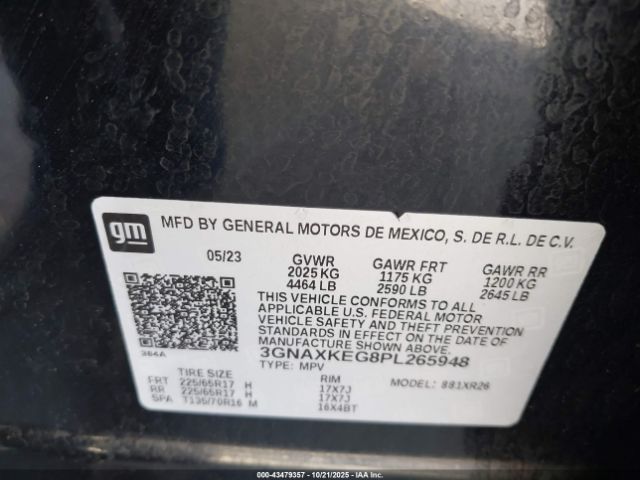 gm
MFD BY GENERAL MOTORS DE MEXICO, S. DE R.L. DE C.V.
05/23 GVWR GAWR FRT GAWR RR
2025 KG 1175 KG 1200 KG
4464 LB 2590 LB 2645 LB
THIS VEHICLE CONFORMS TO ALL
APPLICABLE U.S. FEDERAL MOTOR
VEHICLE SAFETY AND THEFT PREVENTION
STANDARDS IN EFFECT ON THE DATE OF
MANUFACTURE SHOWN ABOVE.
384A
3GNAXKEG8PL265948
TYPE: MPV MODEL: 881XR26
TIRE SIZE RIM
FRT 225/65R17 H 17X7J
RR 225/65R17 H 17X7J
SPA T135/70R16 M 16X4BT
© 00-43479357 - 10/21/2025 - IAAI.com